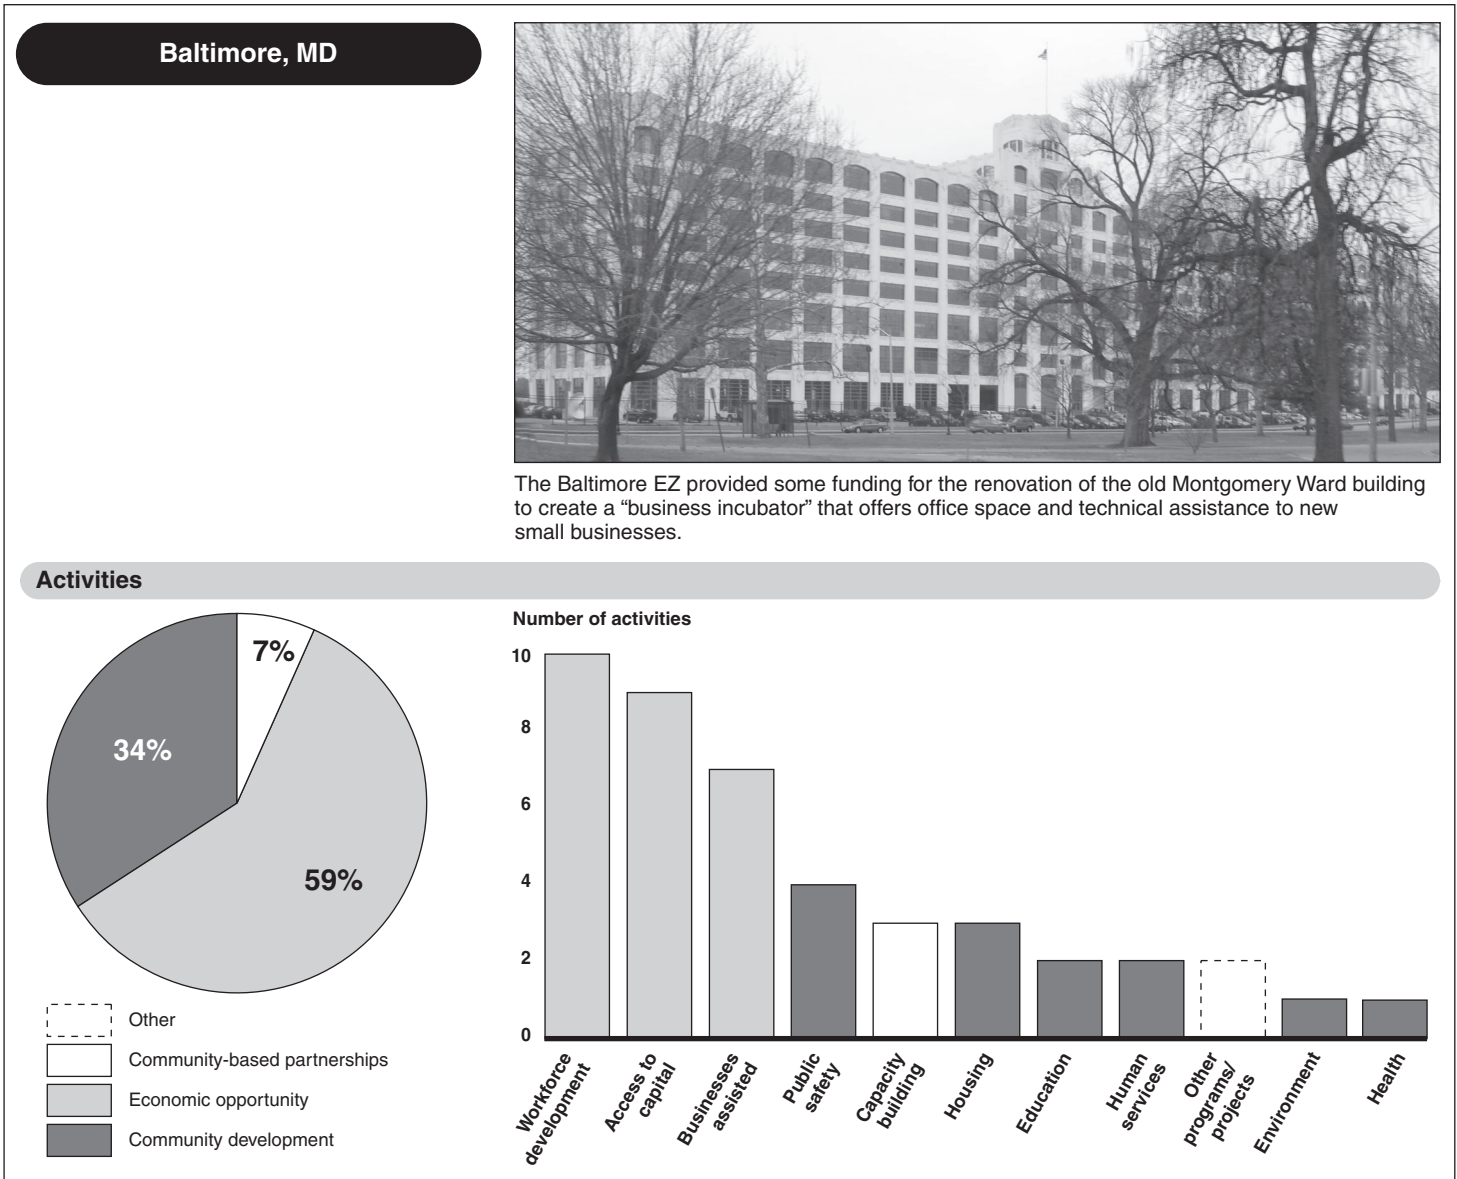 Baltimore, MD
The Baltimore EZ provided some funding for the renovation of the old Montgomery Ward building
to create a “business incubator” that offers office space and technical assistance to new
small businesses.
Activities
7%
34%
59%
Other
Community-based partnerships
Economic opportunity
Community development
Number of activities
10
8
6
4
2
0
Workforce
development
Access to
capital
Businesses
assisted
Public
safety
Capacity
building
Housing
Education
Human
services
Other
programs/
projects
Environment
Health